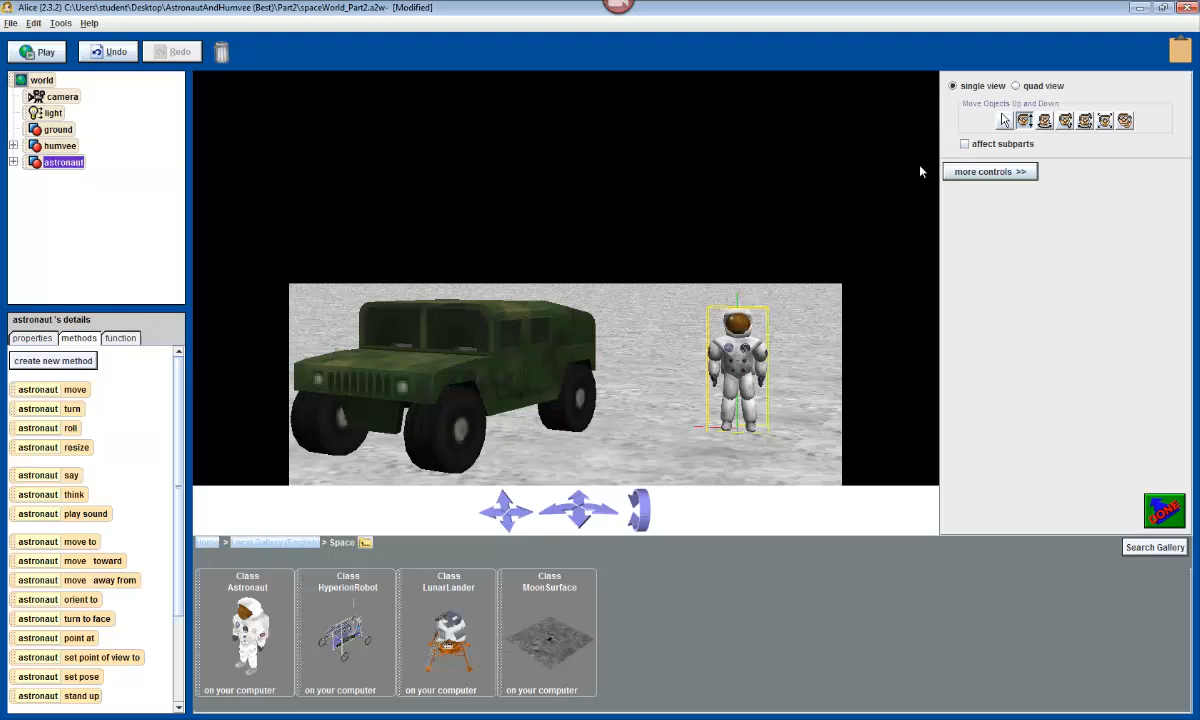 Alice (2.3.2) C:\Users\student\Desktop\AstronautAndHumvee (Best)\Part2\spaceWorld_Part2.a2w- [Modified]
File Edit Tools Help
Play Undo Redo
world
camera
light
ground
humvee
astronaut
single view quad view
Move Objects Up and Down
affect subparts
more controls >>
astronaut 's details
properties methods function
create new method
astronaut move
astronaut turn
astronaut roll
astronaut resize
astronaut say
astronaut think
astronaut play sound
astronaut move to
astronaut move toward
astronaut move away from
astronaut orient to
astronaut turn to face
astronaut point at
astronaut set point of view to
astronaut set pose
astronaut stand up
DONE
Home > Local Gallery (English) > Space
Search Gallery
Class
Astronaut
on your computer
Class
HyperionRobot
on your computer
Class
LunarLander
on your computer
Class
MoonSurface
on your computer